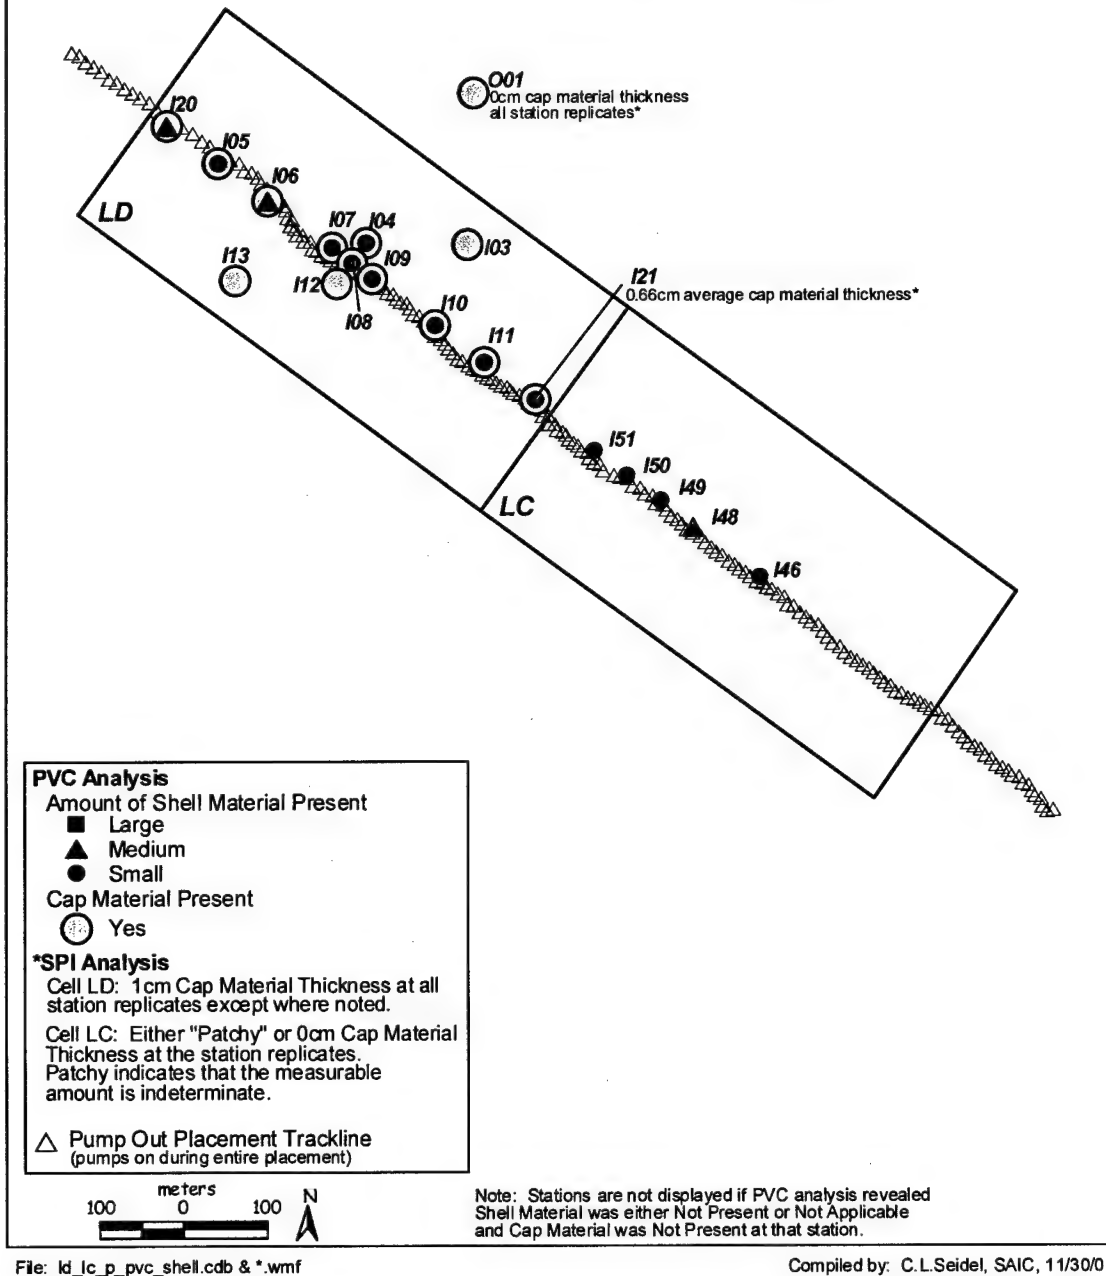 O01
0cm cap material thickness
all station replicates*
I20
I05
I06
LD
I07
I04
I03
I13
I12
I09
I08
I21
0.66cm average cap material thickness*
I10
I11
I51
I50
LC
I49
I48
I46
PVC Analysis
Amount of Shell Material Present
Large
Medium
Small
Cap Material Present
Yes
*SPI Analysis
Cell LD: 1cm Cap Material Thickness at all
station replicates except where noted.
Cell LC: Either "Patchy" or 0cm Cap Material
Thickness at the station replicates.
Patchy indicates that the measurable
amount is indeterminate.
Pump Out Placement Trackline
(pumps on during entire placement)
meters
100 0 100
N
Note: Stations are not displayed if PVC analysis revealed
Shell Material was either Not Present or Not Applicable
and Cap Material was Not Present at that station.
File: ld_lc_p_pvc_shell.cdb & *.wmf
Compiled by: C.L.Seidel, SAIC, 11/30/0